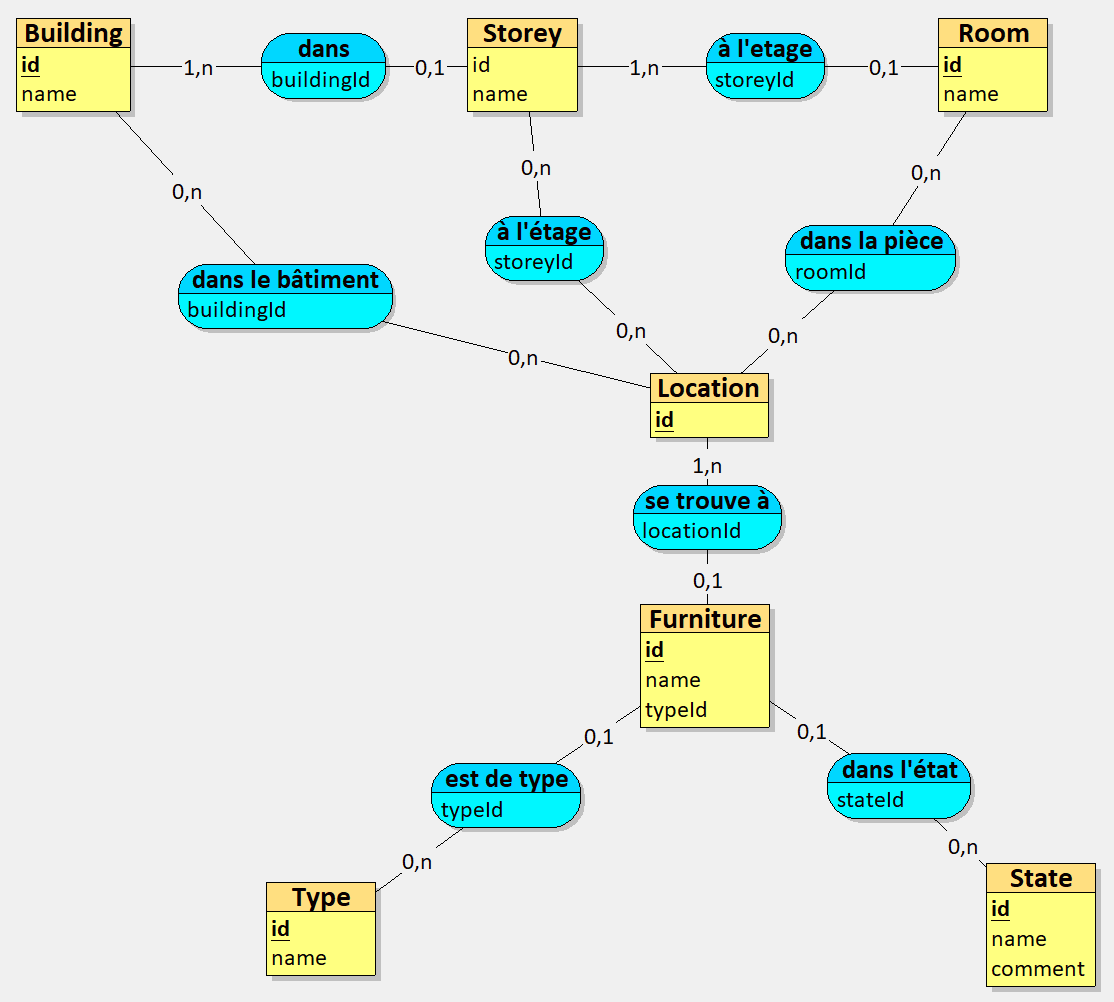 Building
id
name
1,n
dans
buildingId
0,1
Storey
id
name
1,n
à l'etage
storeyId
0,1
Room
id
name
0,n
0,n
0,n
dans le bâtiment
buildingId
à l'étage
storeyId
dans la pièce
roomId
0,n
0,n
0,n
Location
id
1,n
se trouve à
locationId
0,1
Furniture
id
name
typeId
0,1
0,1
est de type
typeId
dans l'état
stateId
0,n
0,n
Type
id
name
State
id
name
comment